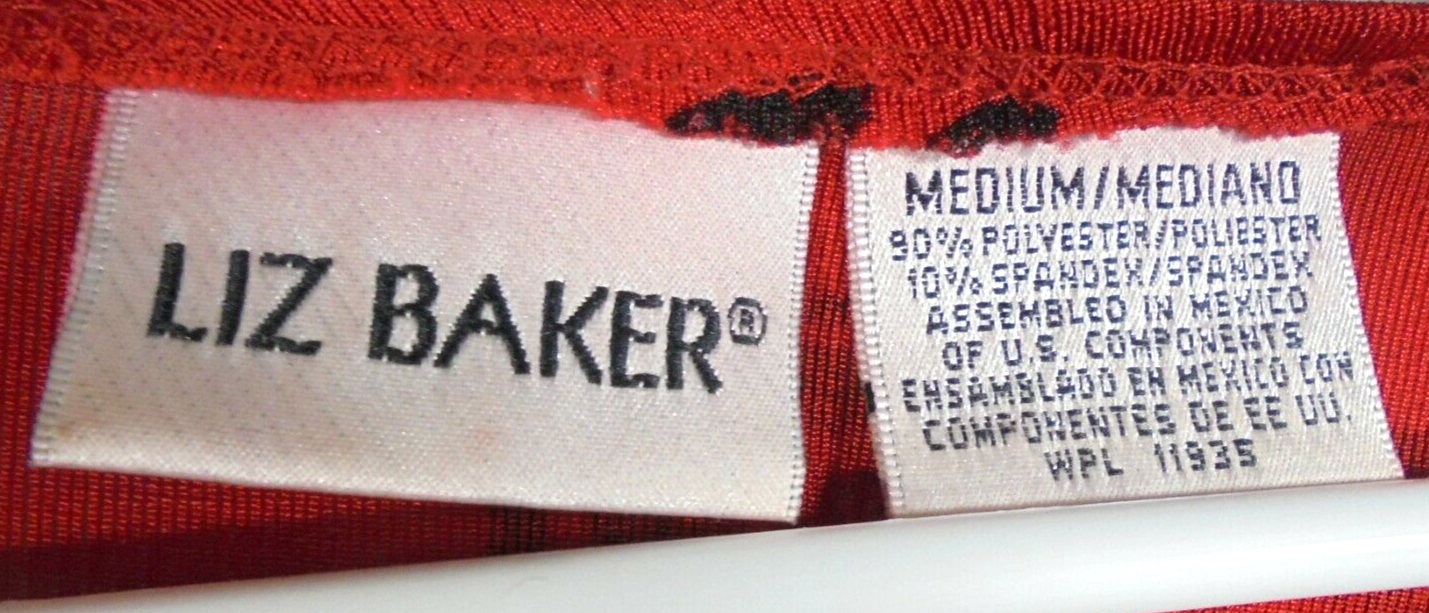 LIZ BAKER®
MEDIUM/MEDIANO
90% POLYESTER/POLIESTER
10% SPANDEX/SPANDEX
ASSEMBLED IN MEXICO
OF U.S. COMPONENTS
ENSAMBLADO EN MEXICO CON
COMPONENTES DE EE UU.
WPL 11935